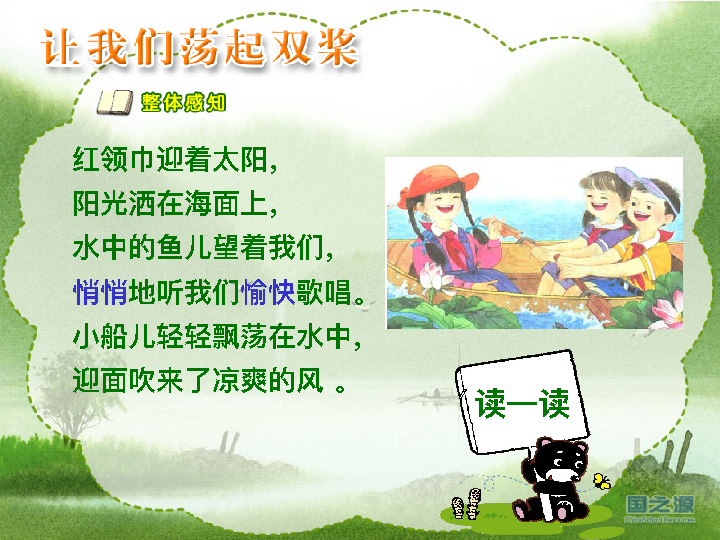 让我们荡起双桨
整体感知
红领巾迎着太阳，
阳光洒在海面上，
水中的鱼儿望着我们，
悄悄地听我们愉快歌唱。
小船儿轻轻飘荡在水中，
迎面吹来了凉爽的风 。
读一读
国之源
ChinaSchool Resources